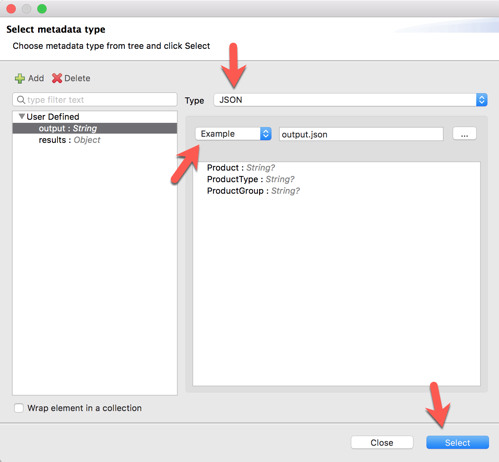 Select metadata type
Choose metadata type from tree and click Select
Add Delete
type filter text
Type JSON
User Defined
output : String
results : Object
Example output.json ...
Product : String?
ProductType : String?
ProductGroup : String?
Wrap element in a collection
Close Select